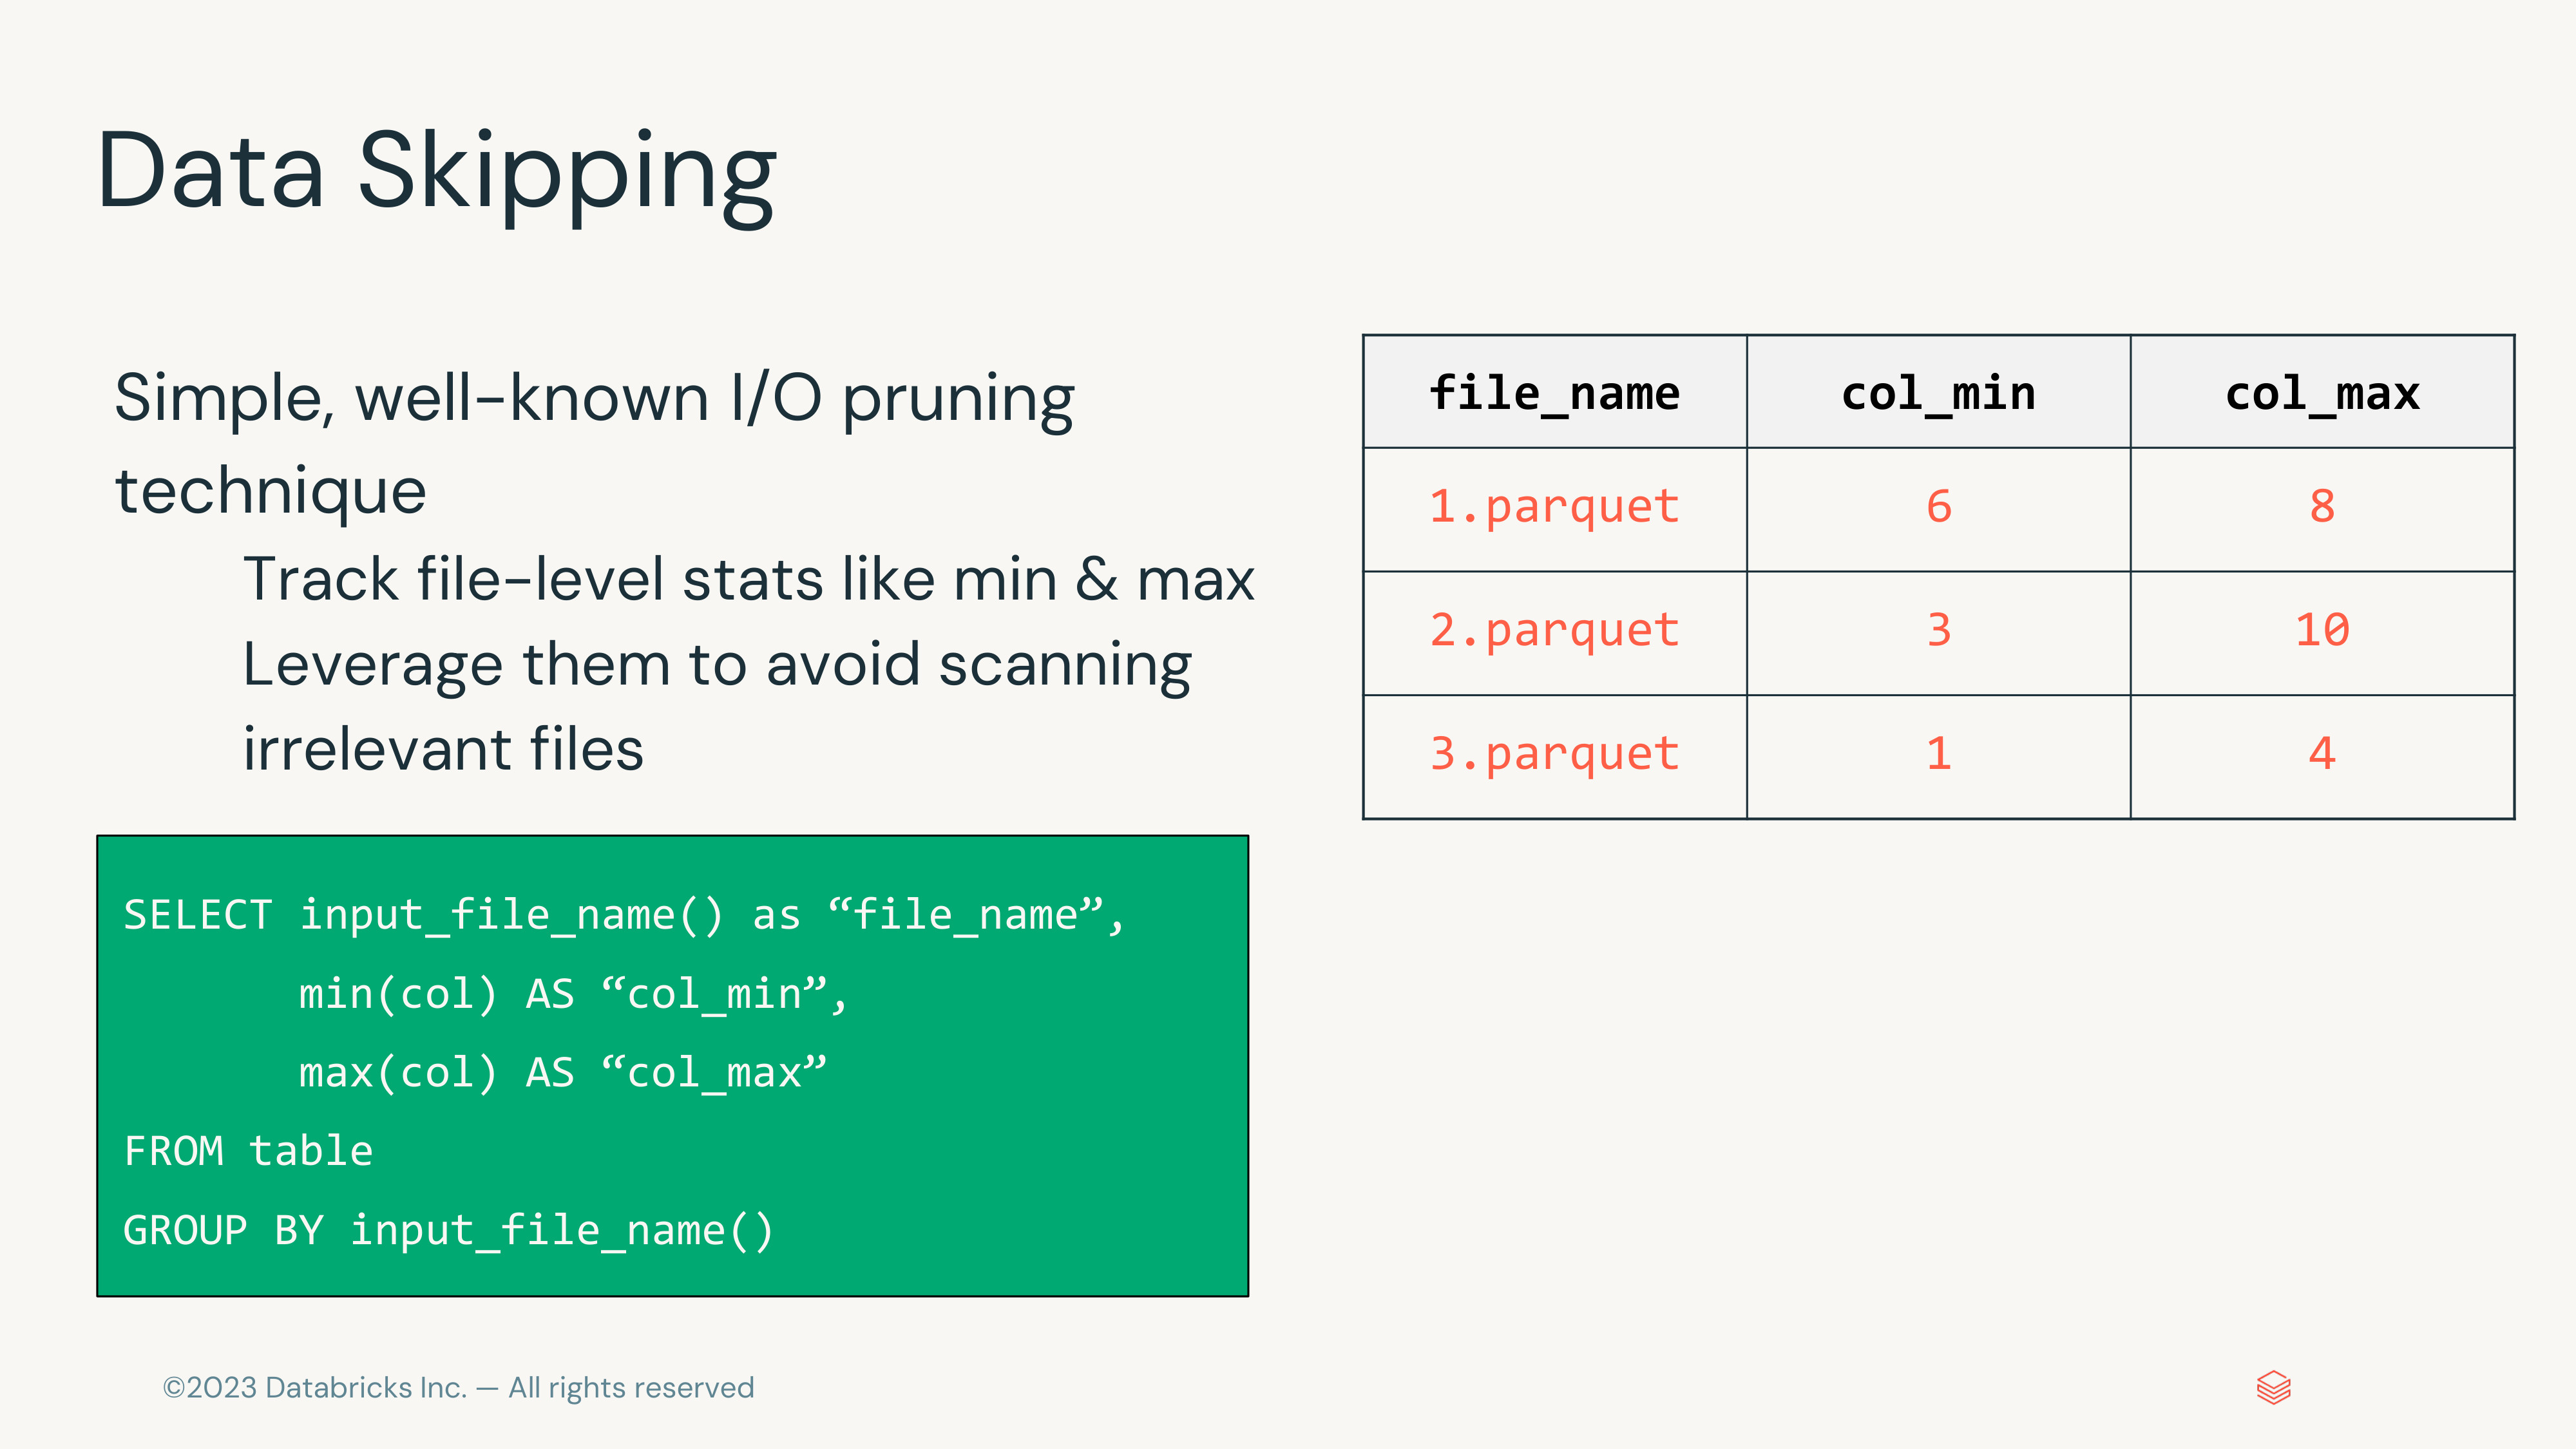 Data Skipping
Simple, well-known I/O pruning
technique
Track file-level stats like min & max
Leverage them to avoid scanning
irrelevant files
file_name col_min col_max
1.parquet 6 8
2.parquet 3 10
3.parquet 1 4
SELECT input_file_name() as “file_name”,
min(col) AS “col_min”,
max(col) AS “col_max”
FROM table
GROUP BY input_file_name()
©2023 Databricks Inc. — All rights reserved